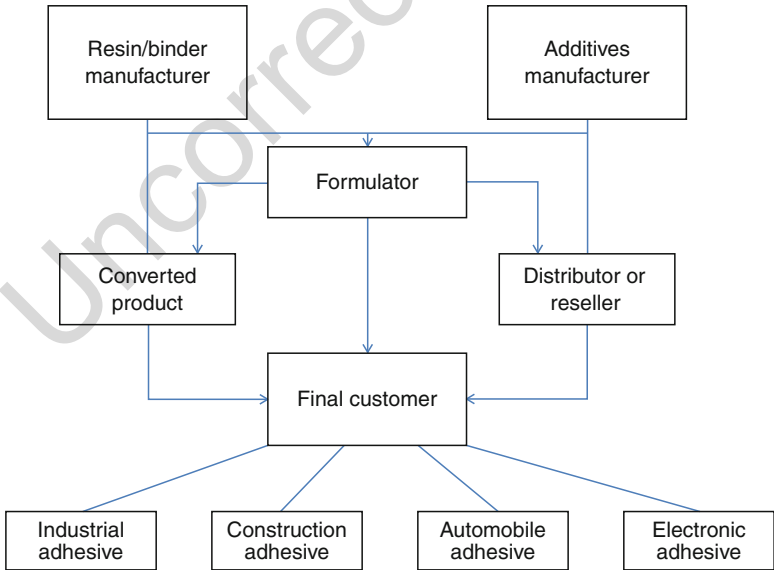 Resin/binder
manufacturer
Additives
manufacturer
Uncorrec
Formulator
Converted
product
Distributor or
reseller
Final customer
Industrial
adhesive
Construction
adhesive
Automobile
adhesive
Electronic
adhesive